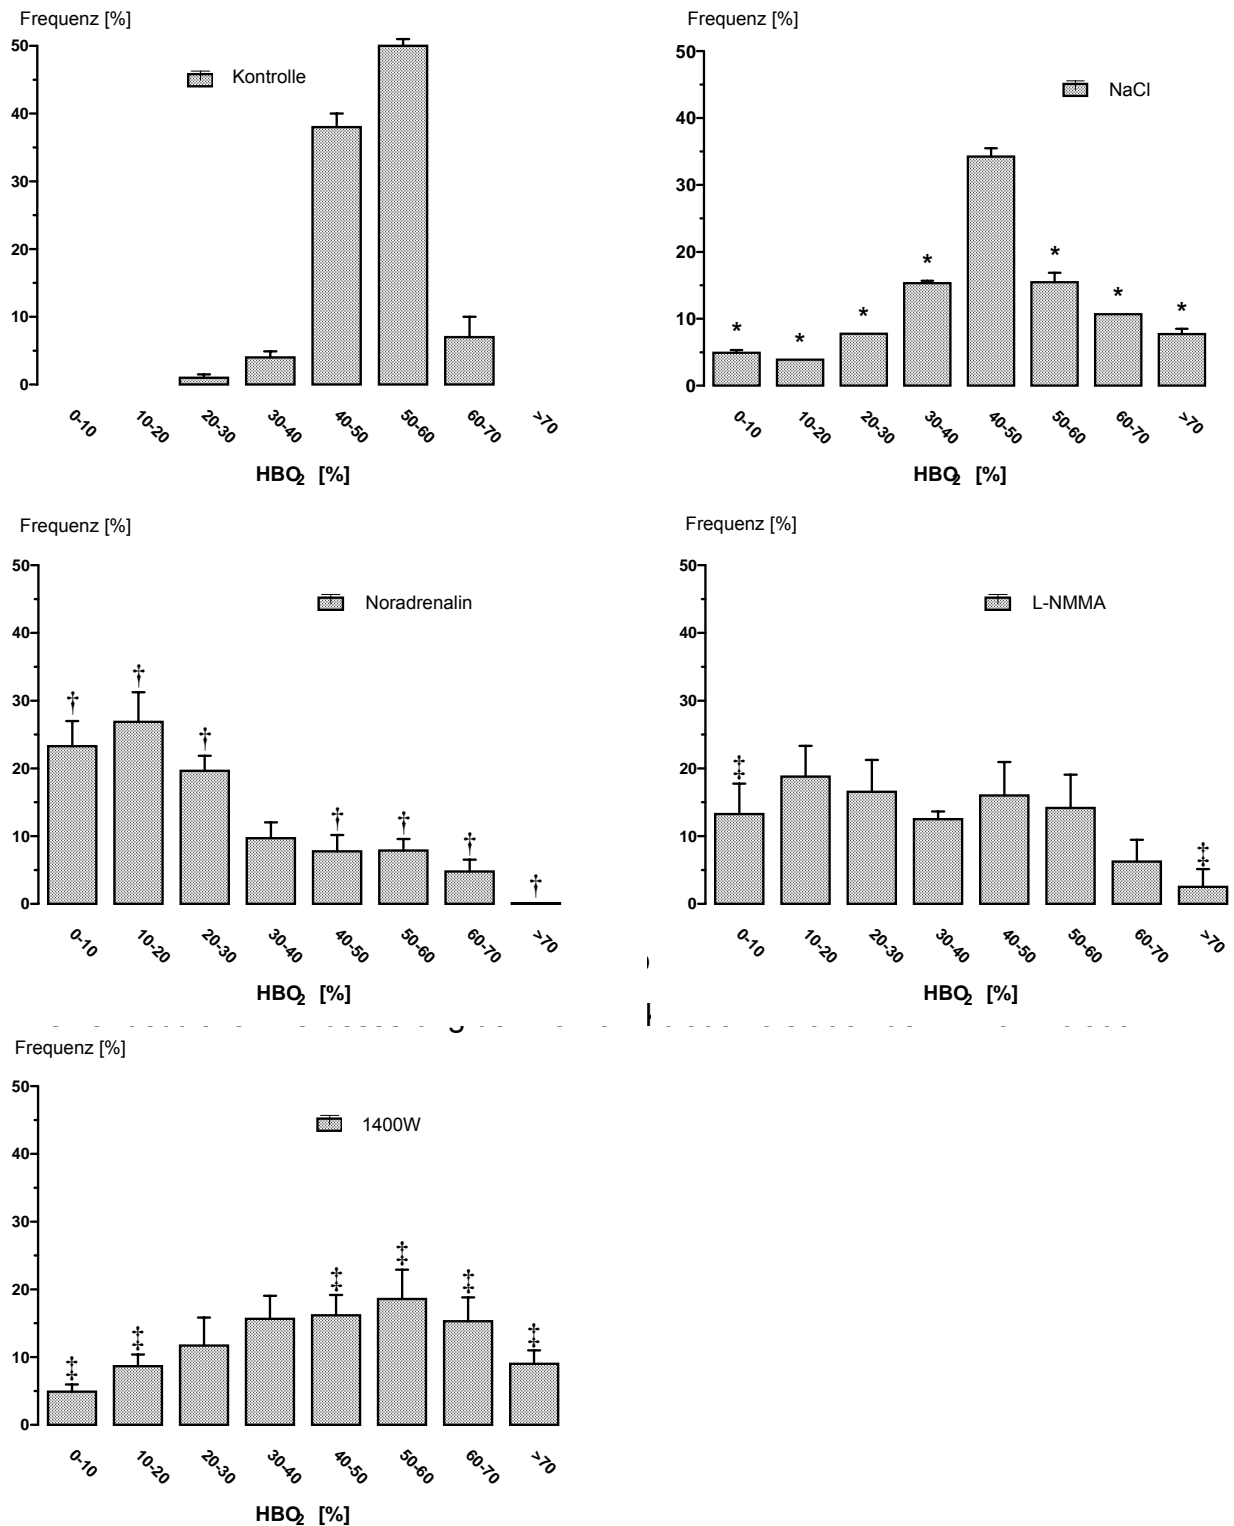 Frequenz [%]
50
40
30
20
10
0
Kontrolle
0-10 10-20 20-30 30-40 40-50 50-60 60-70 >70
HBO2 [%]
Frequenz [%]
50
40
30
20
10
0
NaCl
* * * * * * *
0-10 10-20 20-30 30-40 40-50 50-60 60-70 >70
HBO2 [%]
Frequenz [%]
50
40
30
20
10
0
Noradrenalin
† † † † † † †
0-10 10-20 20-30 30-40 40-50 50-60 60-70 >70
HBO2 [%]
Frequenz [%]
50
40
30
20
10
0
L-NMMA
‡ ‡
0-10 10-20 20-30 30-40 40-50 50-60 60-70 >70
HBO2 [%]
Frequenz [%]
50
40
30
20
10
0
1400W
‡ ‡ ‡ ‡ ‡ ‡
0-10 10-20 20-30 30-40 40-50 50-60 60-70 >70
HBO2 [%]